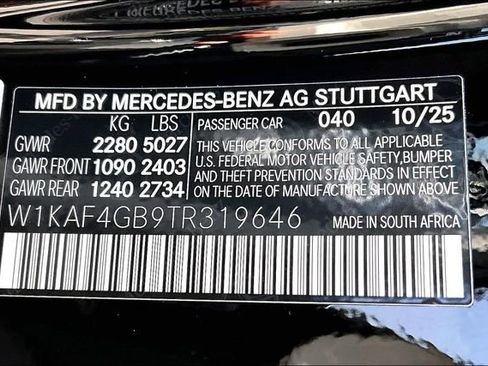 MFD BY MERCEDES-BENZ AG STUTTGART
KG LBS PASSENGER CAR 040 10/25
GVWR 2280 5027 THIS VEHICLE CONFORMS TO ALL APPLICABLE
GAWR FRONT 1090 2403 U.S. FEDERAL MOTOR VEHICLE SAFETY, BUMPER
GAWR REAR 1240 2734 AND THEFT PREVENTION STANDARDS IN EFFECT
ON THE DATE OF MANUFACTURE SHOWN ABOVE.
W1KAF4GB9TR319646 MADE IN SOUTH AFRICA